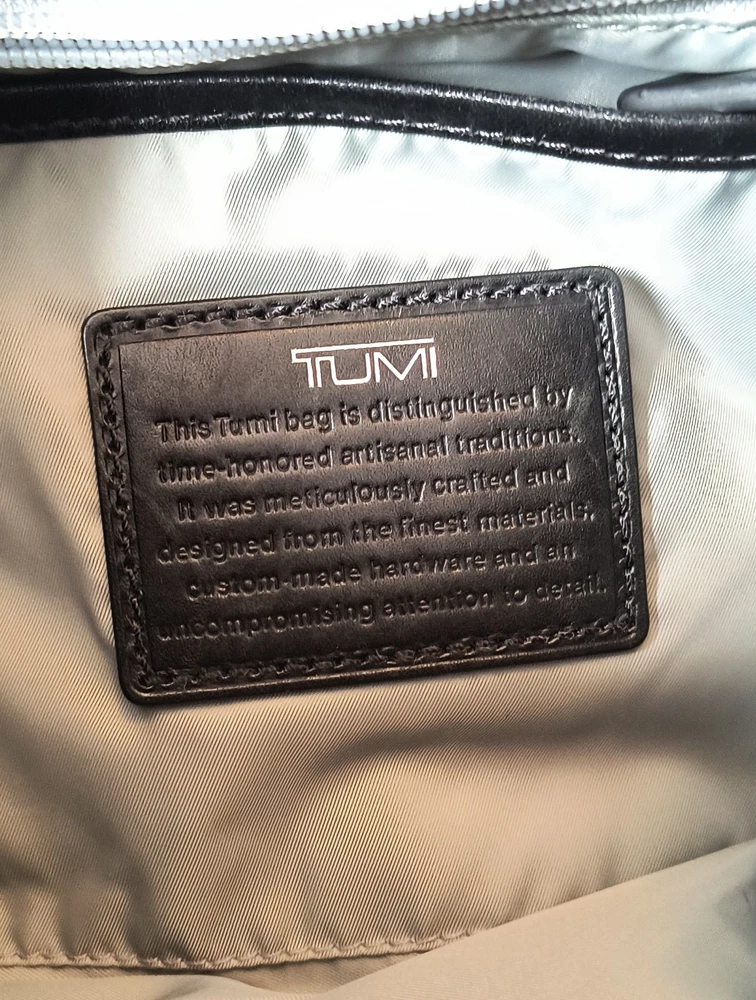 TUMI
This Tumi bag is distinguished by
time-honored artisanal traditions.
It was meticulously crafted and
designed from the finest materials,
custom-made hardware and an
uncompromising attention to detail.